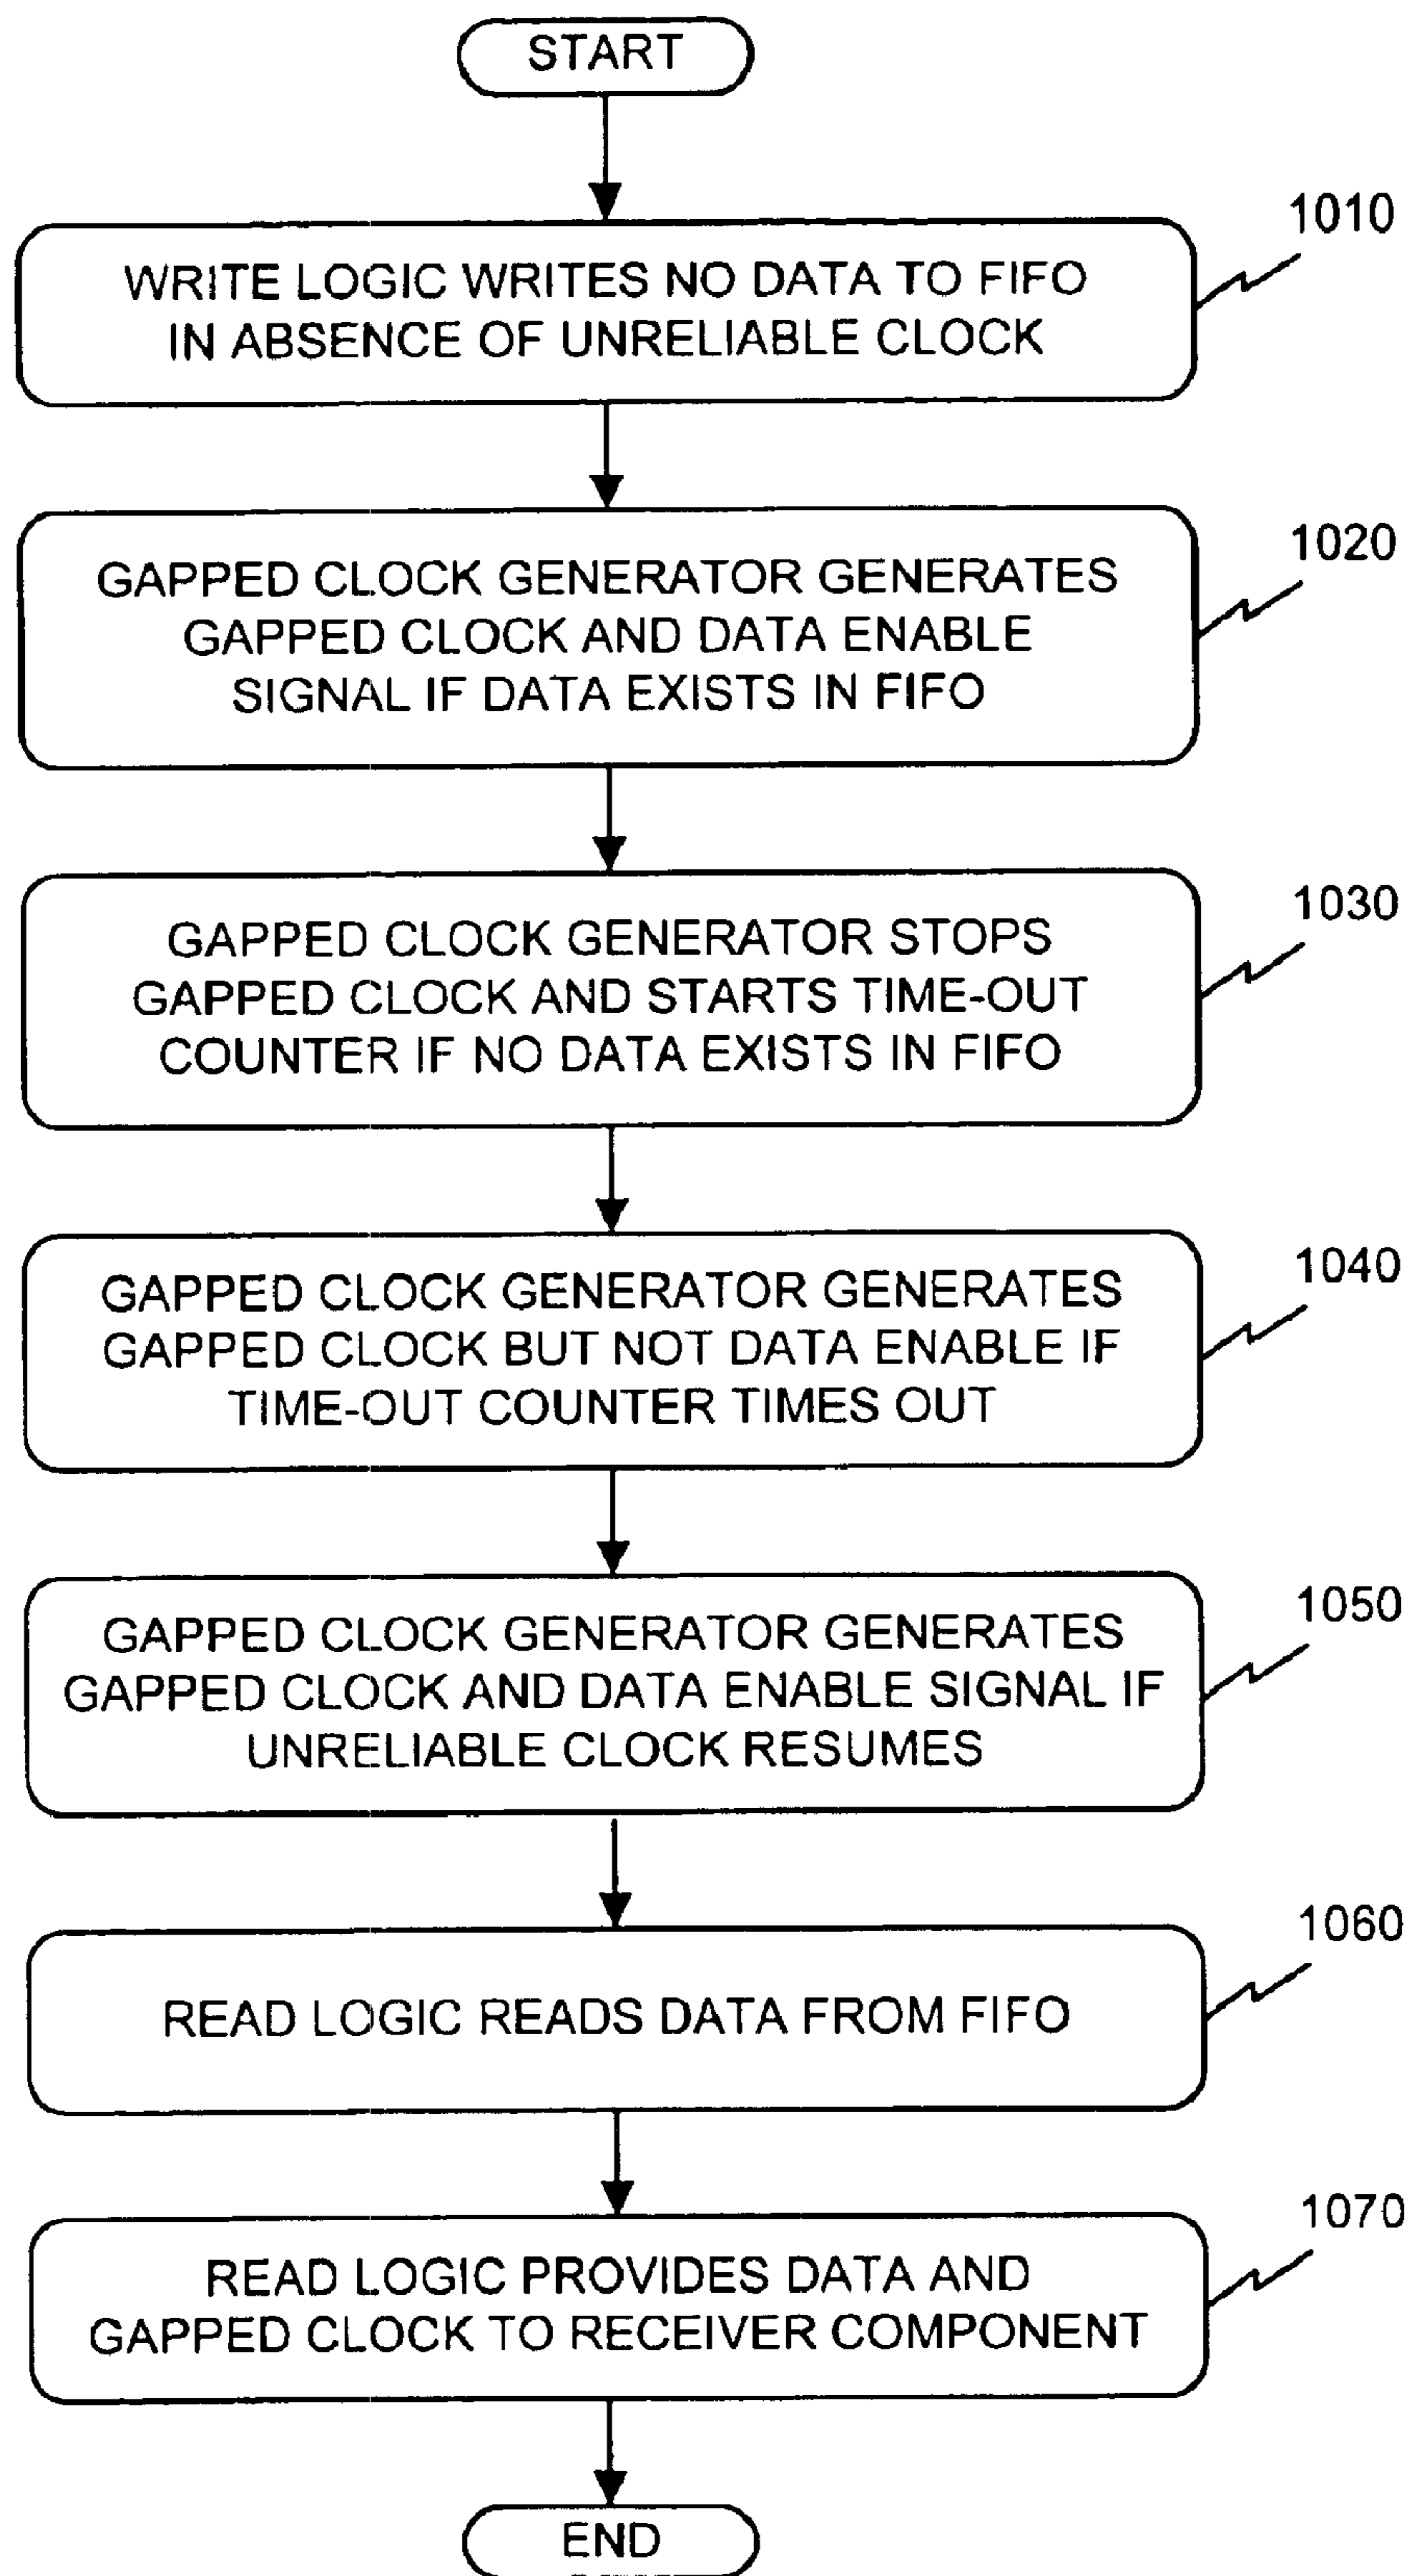 START
1010
WRITE LOGIC WRITES NO DATA TO FIFO
IN ABSENCE OF UNRELIABLE CLOCK
1020
GAPPED CLOCK GENERATOR GENERATES
GAPPED CLOCK AND DATA ENABLE
SIGNAL IF DATA EXISTS IN FIFO
1030
GAPPED CLOCK GENERATOR STOPS
GAPPED CLOCK AND STARTS TIME-OUT
COUNTER IF NO DATA EXISTS IN FIFO
1040
GAPPED CLOCK GENERATOR GENERATES
GAPPED CLOCK BUT NOT DATA ENABLE IF
TIME-OUT COUNTER TIMES OUT
1050
GAPPED CLOCK GENERATOR GENERATES
GAPPED CLOCK AND DATA ENABLE SIGNAL IF
UNRELIABLE CLOCK RESUMES
1060
READ LOGIC READS DATA FROM FIFO
1070
READ LOGIC PROVIDES DATA AND
GAPPED CLOCK TO RECEIVER COMPONENT
END